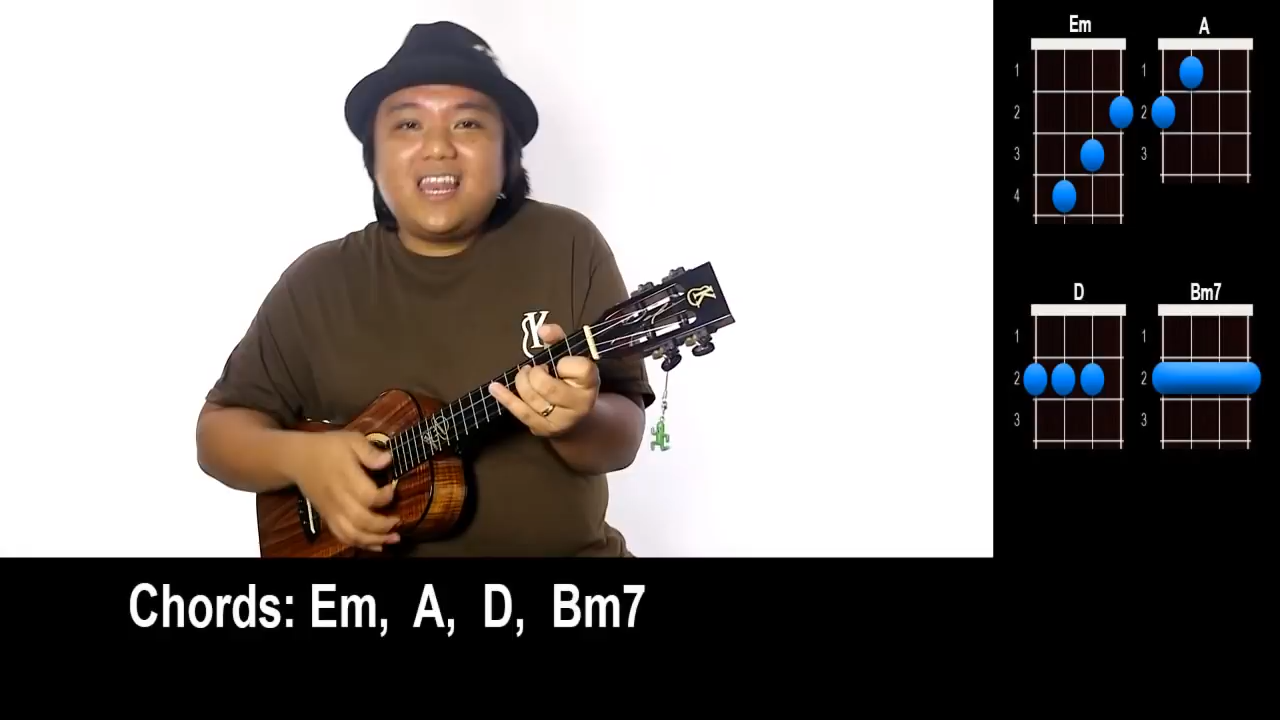 Em A
1 1
2 2
3 3
4
D Bm7
1 1
2 2
3 3
K
K
Chords: Em, A, D, Bm7